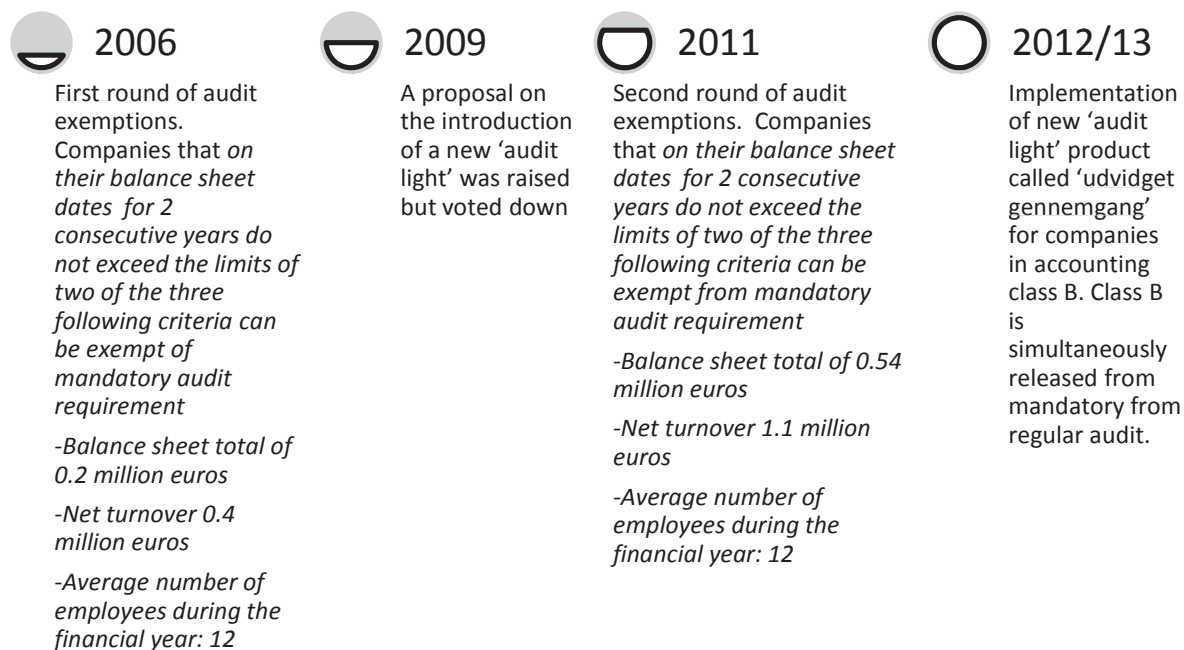 2006
First round of audit
exemptions.
Companies that on
their balance sheet
dates for 2
consecutive years do
not exceed the limits of
two of the three
following criteria can
be exempt of
mandatory audit
requirement
-Balance sheet total of
0.2 million euros
-Net turnover 0.4
million euros
-Average number of
employees during the
financial year: 12
2009
A proposal on
the introduction
of a new ‘audit
light’ was raised
but voted down
2011
Second round of audit
exemptions. Companies
that on their balance sheet
dates for 2 consecutive
years do not exceed the
limits of two of the three
following criteria can be
exempt from mandatory
audit requirement
-Balance sheet total of 0.54
million euros
-Net turnover 1.1 million
euros
-Average number of
employees during the
financial year: 12
2012/13
Implementation
of new ‘audit
light’ product
called ‘udvidget
gennemgang’
for companies
in accounting
class B. Class B
is
simultaneously
released from
mandatory from
regular audit.